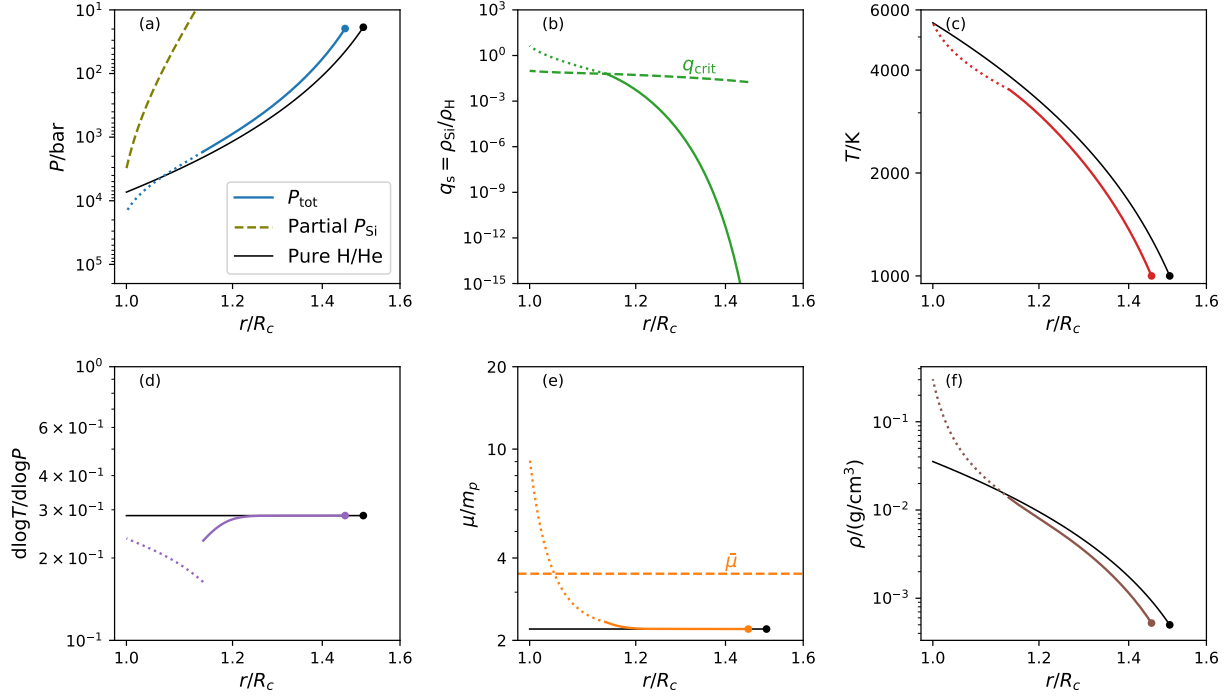 (a)
10¹
10²
10³
10⁴
10⁵
P/bar
P_tot
Partial P_Si
Pure H/He
1.0
1.2
1.4
1.6
r/R_c
(b)
10³
10⁰
10⁻³
10⁻⁶
10⁻⁹
10⁻¹²
10⁻¹⁵
q_s = ρ_Si/ρ_H
q_crit
1.0
1.2
1.4
1.6
r/R_c
(c)
6000
4000
2000
1000
T/K
1.0
1.2
1.4
1.6
r/R_c
(d)
10⁰
6 × 10⁻¹
4 × 10⁻¹
3 × 10⁻¹
2 × 10⁻¹
10⁻¹
dlogT/dlogP
1.0
1.2
1.4
1.6
r/R_c
(e)
20
10
4
2
μ/m_p
μ̄
1.0
1.2
1.4
1.6
r/R_c
(f)
10⁻¹
10⁻²
10⁻³
ρ/(g/cm³)
1.0
1.2
1.4
1.6
r/R_c